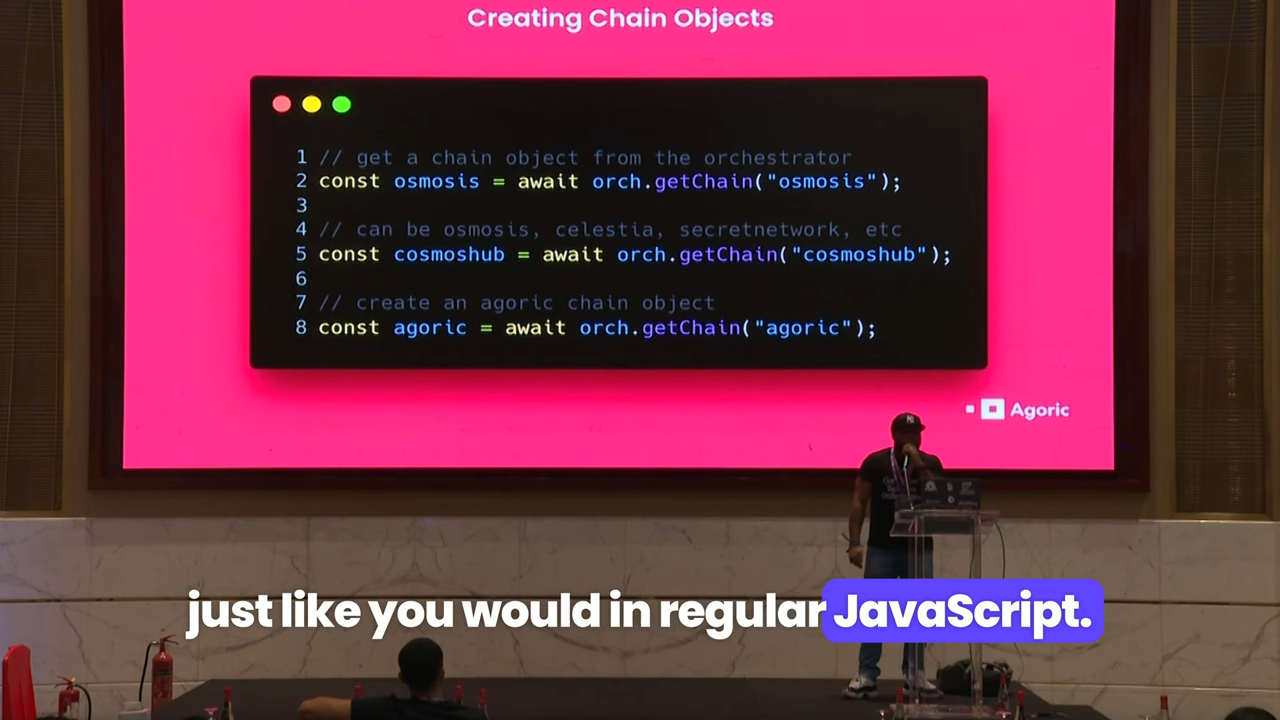 Creating Chain Objects
1 // get a chain object from the orchestrator
2 const osmosis = await orch.getChain("osmosis");
3
4 // can be osmosis, celestia, secretnetwork, etc
5 const cosmoshub = await orch.getChain("cosmoshub");
6
7 // create an agoric chain object
8 const agoric = await orch.getChain("agoric");
Agoric
just like you would in regular JavaScript.